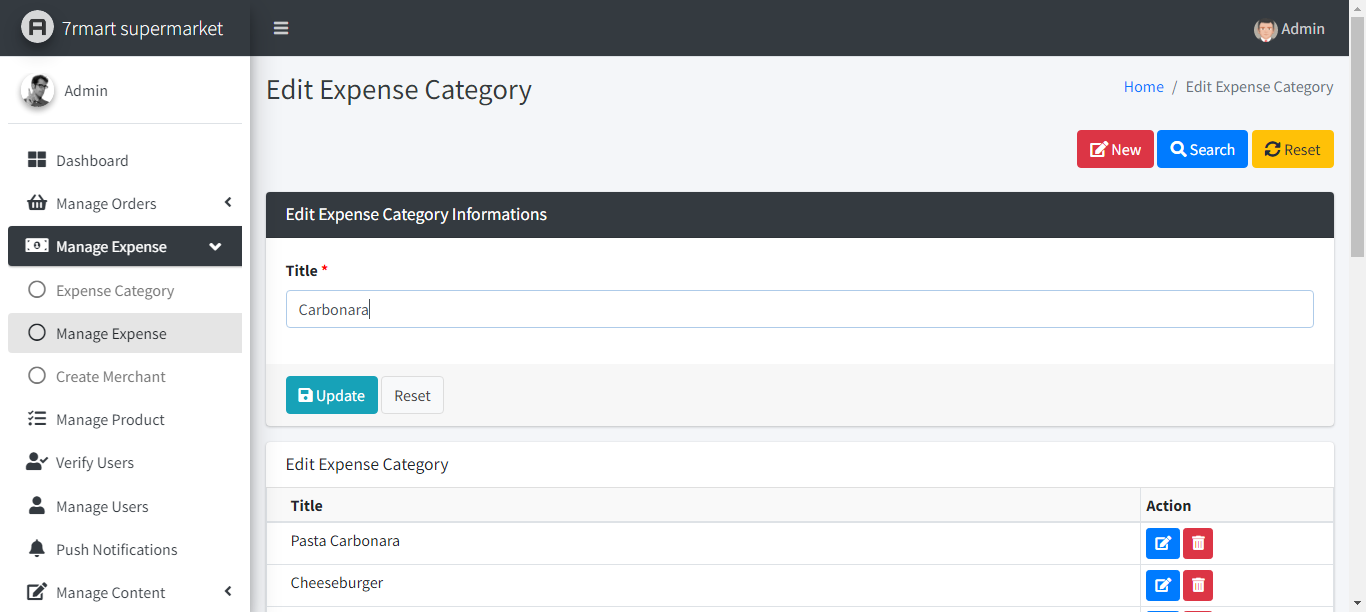 7rmart supermarket
Admin
Admin
Edit Expense Category
Home / Edit Expense Category
New Search Reset
Dashboard
Manage Orders
Manage Expense
Expense Category
Manage Expense
Create Merchant
Manage Product
Verify Users
Manage Users
Push Notifications
Manage Content
Edit Expense Category Informations
Title *
Carbonara
Update Reset
Edit Expense Category
Title Action
Pasta Carbonara
Cheeseburger